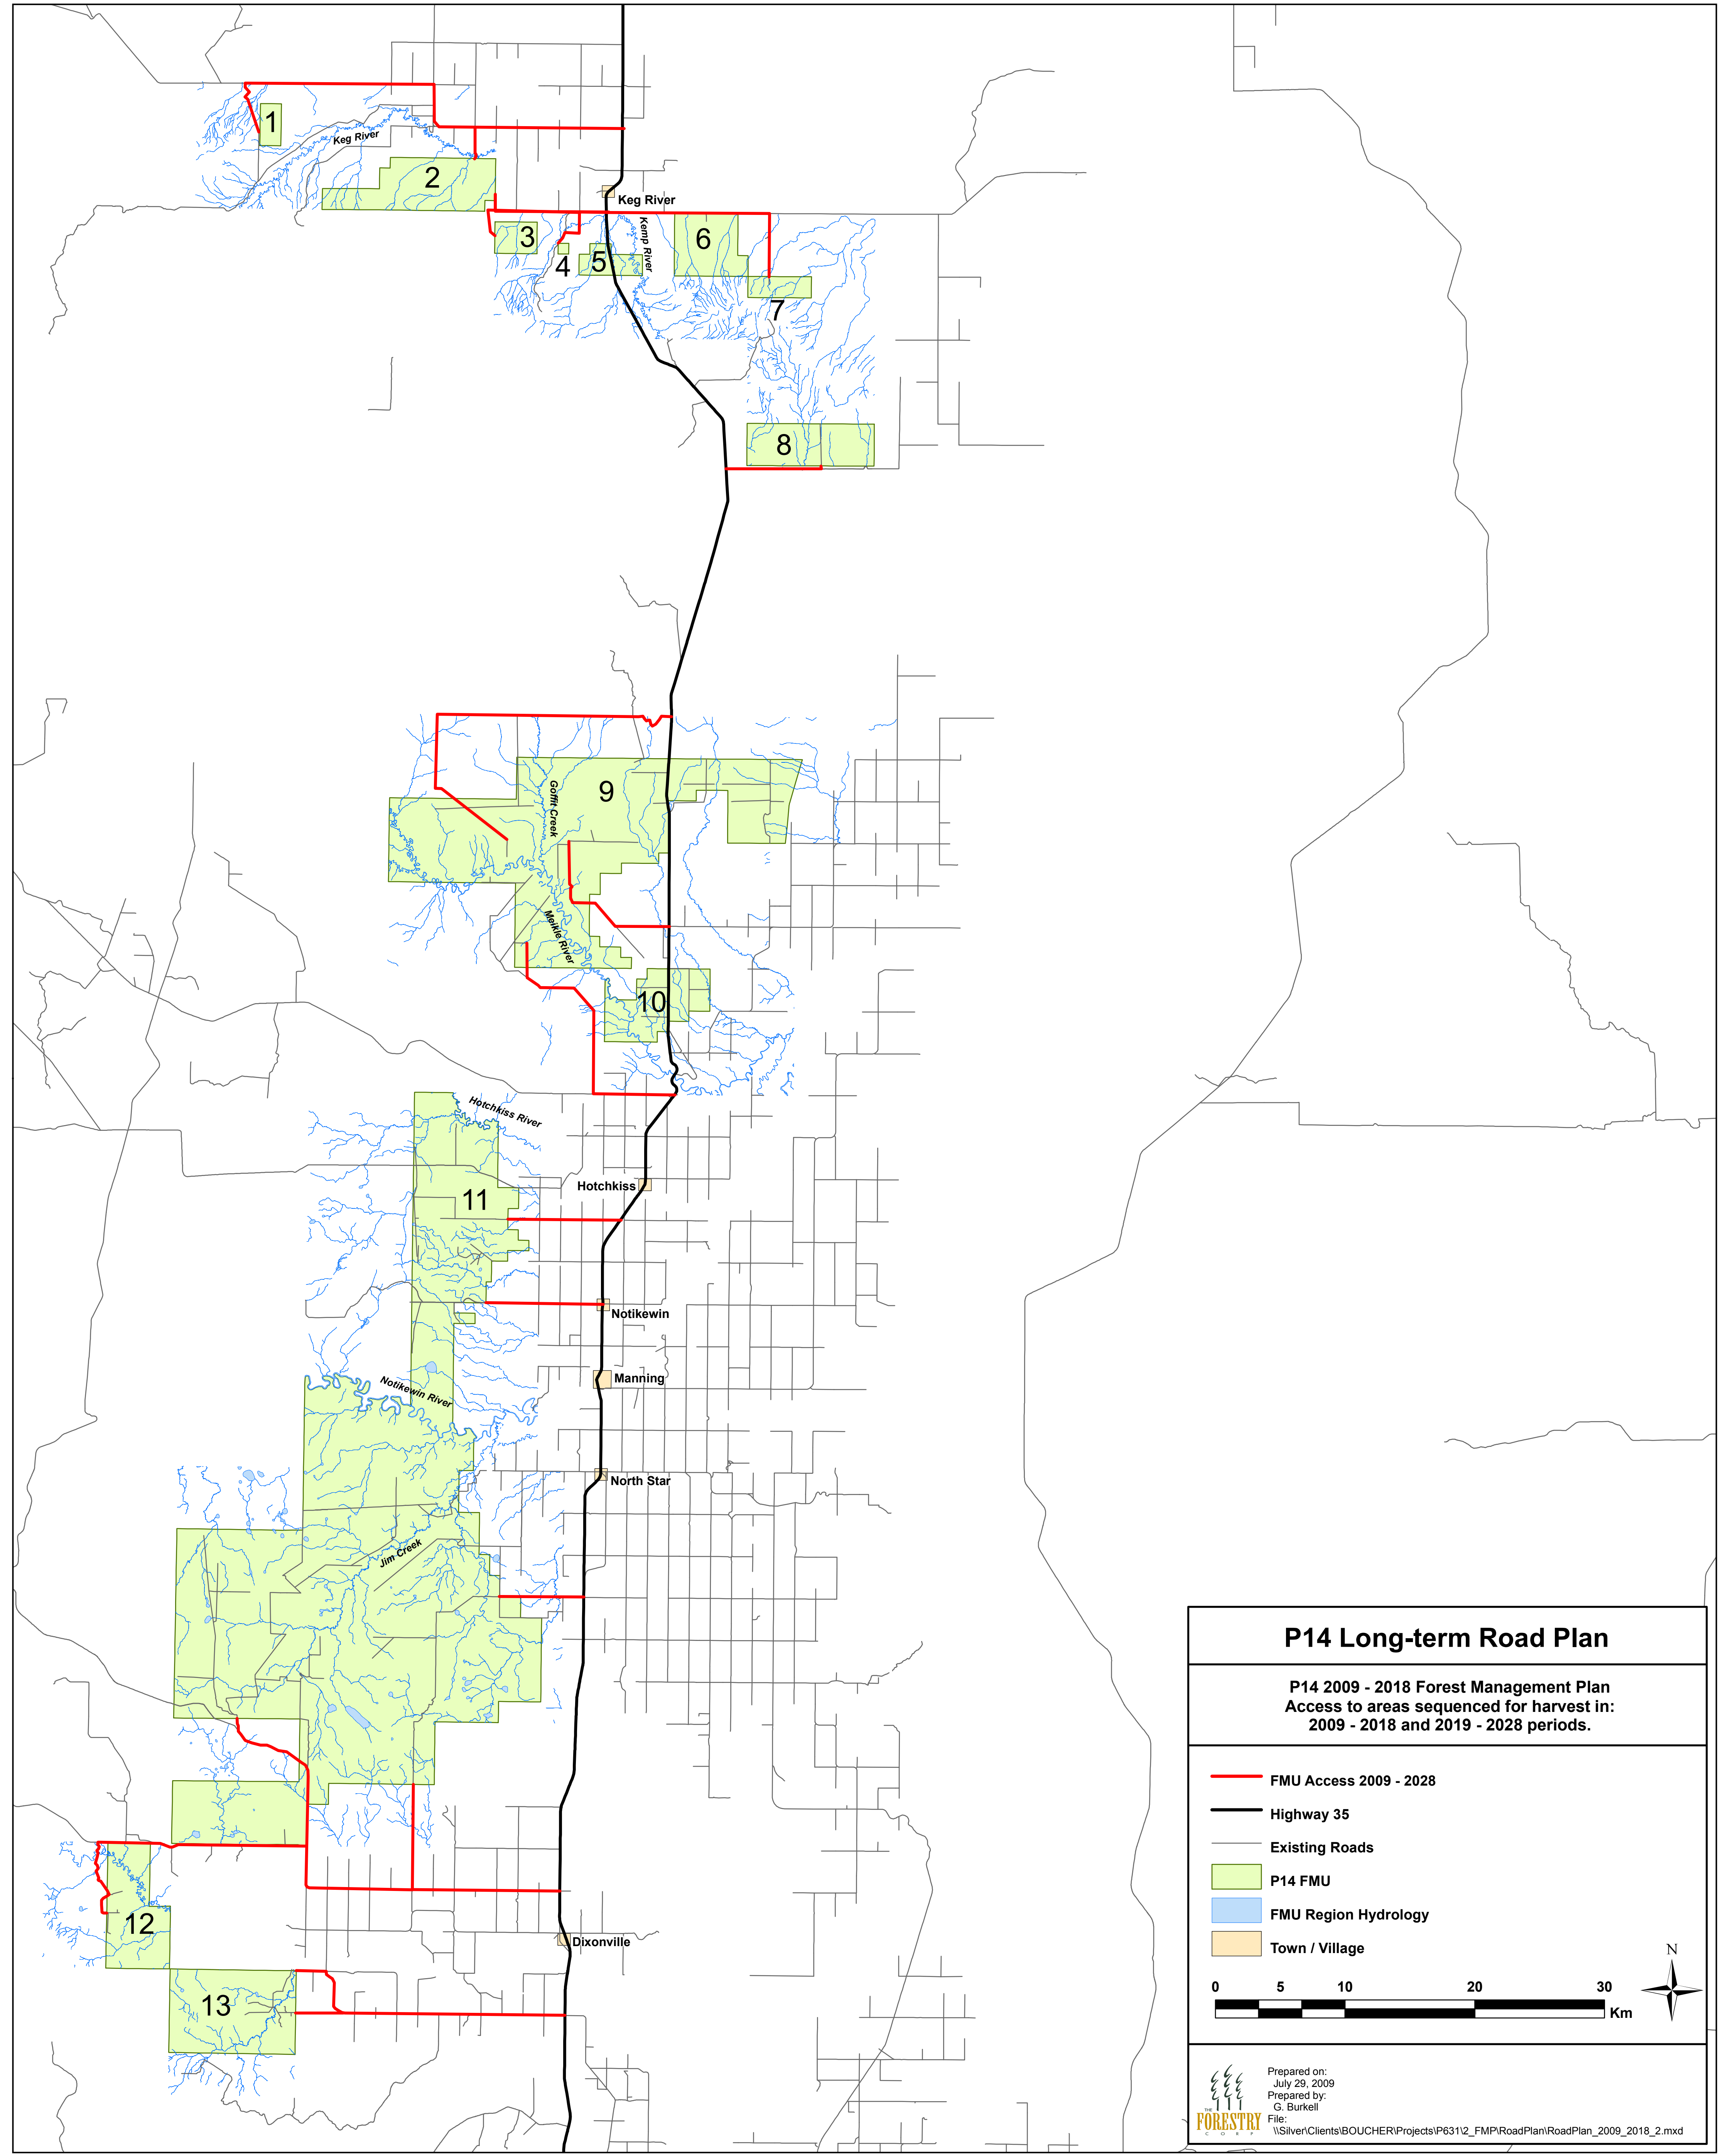 1
Keg River
2
Keg River
3
Kemp River
6
4
5
7
8
9
Goffit Creek
Meikle River
10
Hotchkiss River
Hotchkiss
11
Notikewin
Manning
Notikewin River
North Star
Jim Creek
12
Dixonville
13
P14 Long-term Road Plan
P14 2009 - 2018 Forest Management Plan
Access to areas sequenced for harvest in:
2009 - 2018 and 2019 - 2028 periods.
FMU Access 2009 - 2028
Highway 35
Existing Roads
P14 FMU
FMU Region Hydrology
Town / Village
N
0 5 10 20 30
Km
THE
FORESTRY
CORP
Prepared on:
July 29, 2009
Prepared by:
G. Burkell
File:
\\Silver\Clients\BOUCHER\Projects\P631\2_FMP\RoadPlan\RoadPlan_2009_2018_2.mxd